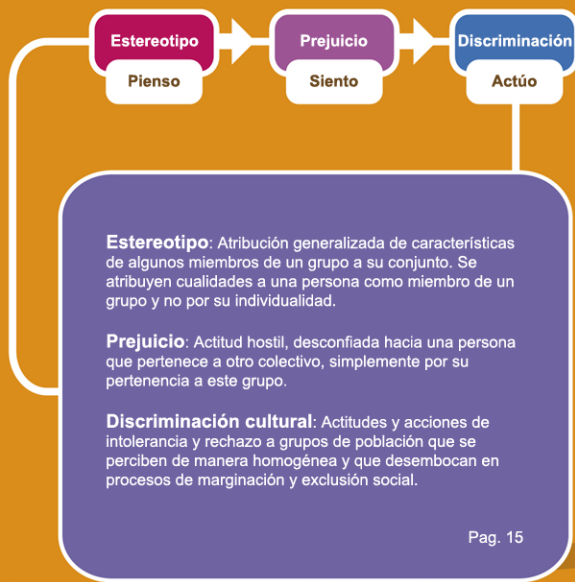 Estereotipo
Prejuicio
Discriminación
Pienso
Siento
Actúo
Estereotipo: Atribución generalizada de características
de algunos miembros de un grupo a su conjunto. Se
atribuyen cualidades a una persona como miembro de un
grupo y no por su individualidad.
Prejuicio: Actitud hostil, desconfiada hacia una persona
que pertenece a otro colectivo, simplemente por su
pertenencia a este grupo.
Discriminación cultural: Actitudes y acciones de
intolerancia y rechazo a grupos de población que se
perciben de manera homogénea y que desembocan en
procesos de marginación y exclusión social.
Pag. 15